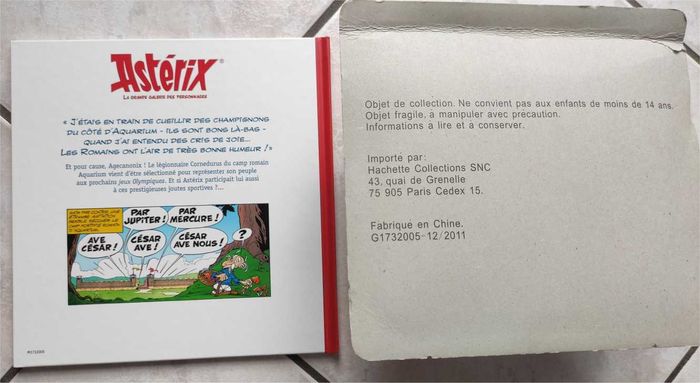 Astérix
LA GRANDE GALERIE DES PERSONNAGES
« J'ÉTAIS EN TRAIN DE CUEILLIR DES CHAMPIGNONS
DU CÔTÉ D'AQUARIUM - ILS SONT BONS LÀ-BAS -
QUAND J'AI ENTENDU DES CRIS DE JOIE...
LES ROMAINS ONT L'AIR DE TRÈS BONNE HUMEUR !»
Et pour cause, Agecanonix ! Le légionnaire Cornedurus du camp romain
Aquarium vient d'être sélectionné pour représenter son peuple
aux prochains jeux Olympiques. Et si Astérix participait lui aussi
à ces prestigieuses joutes sportives ?...
PAR JUPITER !
PAR MERCURE !
AVE CÉSAR !
CÉSAR AVE !
CÉSAR AVE NOUS !
?
Objet de collection. Ne convient pas aux enfants de moins de 14 ans.
Objet fragile, a manipuler avec precaution.
Informations a lire et a conserver.
Importe par:
Hachette Collections SNC
43, quai de Grenelle
75 905 Paris Cedex 15.
Fabrique en Chine.
G1732005-12/2011